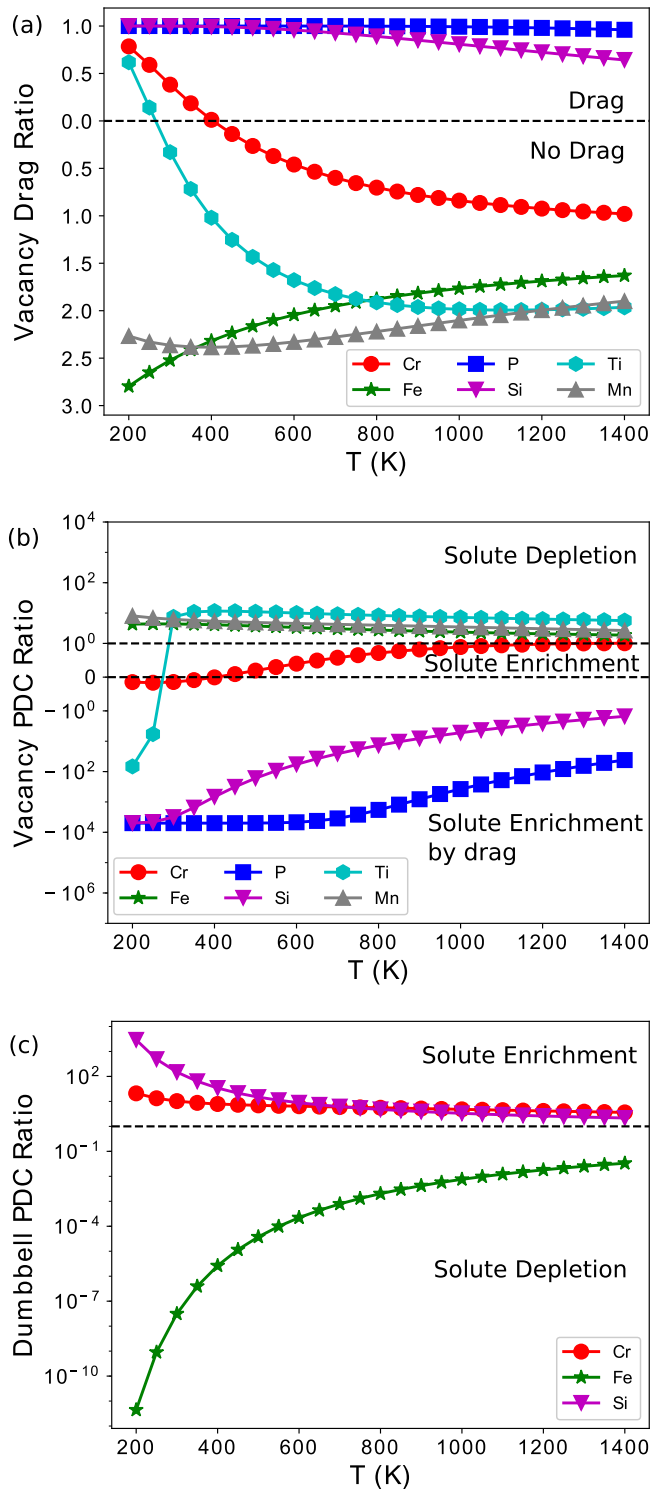 (a)
Vacancy Drag Ratio
1.0
0.5
0.0
0.5
1.0
1.5
2.0
2.5
3.0
Drag
No Drag
Cr P Ti
Fe Si Mn
200 400 600 800 1000 1200 1400
T (K)
(b)
Vacancy PDC Ratio
10^4
10^2
10^0
0
−10^0
−10^2
−10^4
−10^6
Solute Depletion
Solute Enrichment
Solute Enrichment
by drag
Cr P Ti
Fe Si Mn
200 400 600 800 1000 1200 1400
T (K)
(c)
Dumbbell PDC Ratio
10^2
10^−1
10^−4
10^−7
10^−10
Solute Enrichment
Solute Depletion
Cr
Fe
Si
200 400 600 800 1000 1200 1400
T (K)